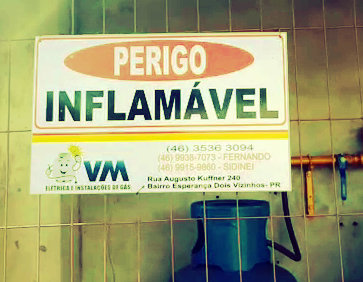 PERIGO
INFLAMÁVEL
(46) 3536 3094
(46) 9938-7073 - FERNANDO
(46) 9915-9860 - SIDINEI
VM
ELÉTRICA E INSTALAÇÕES DE GÁS
Rua Augusto Kuffner 240
Bairro Esperança Dois Vizinhos- PR